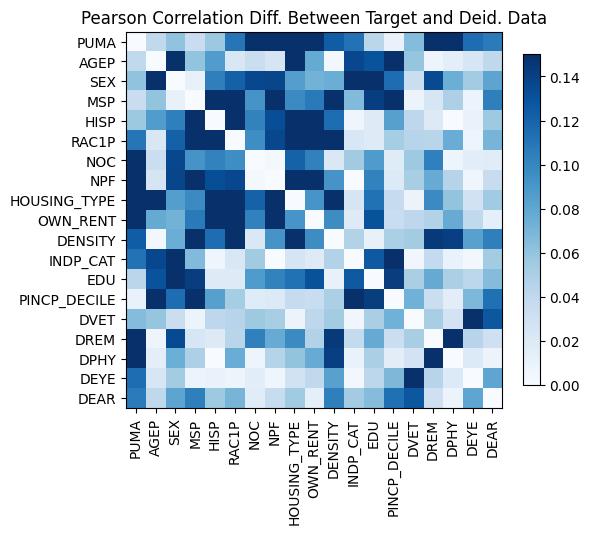 Pearson Correlation Diff. Between Target and Deid. Data
PUMA
AGEP
SEX
MSP
HISP
RAC1P
NOC
NPF
HOUSING_TYPE
OWN_RENT
DENSITY
INDP_CAT
EDU
PINCP_DECILE
DVET
DREM
DPHY
DEYE
DEAR
PUMA
AGEP
SEX
MSP
HISP
RAC1P
NOC
NPF
HOUSING_TYPE
OWN_RENT
DENSITY
INDP_CAT
EDU
PINCP_DECILE
DVET
DREM
DPHY
DEYE
DEAR
0.14
0.12
0.10
0.08
0.06
0.04
0.02
0.00